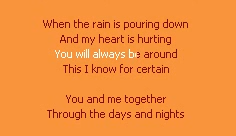 When the rain is pouring down
And my heart is hurting
You will always be around
This I know for certain
You and me together
Through the days and nights